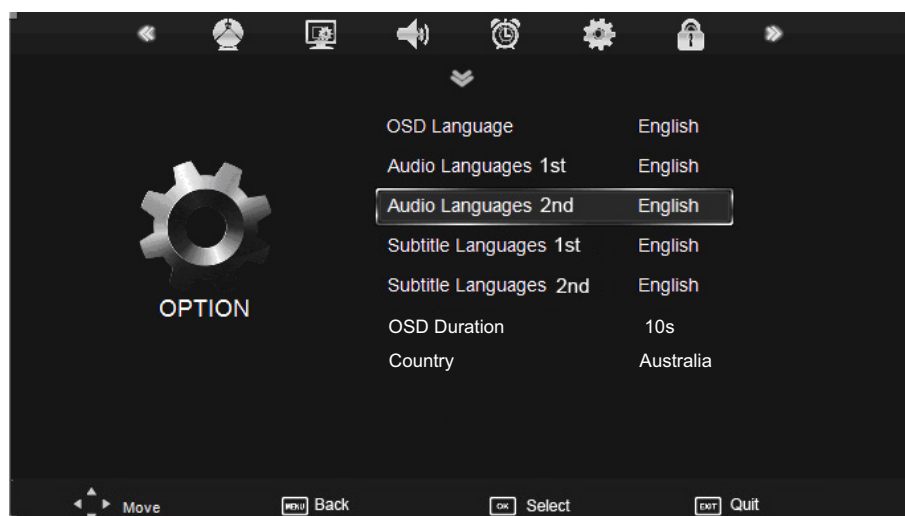 OSD Language English
Audio Languages 1st English
Audio Languages 2nd English
Subtitle Languages 1st English
Subtitle Languages 2nd English
OPTION
OSD Duration 10s
Country Australia
Move MENU Back OK Select EXIT Quit